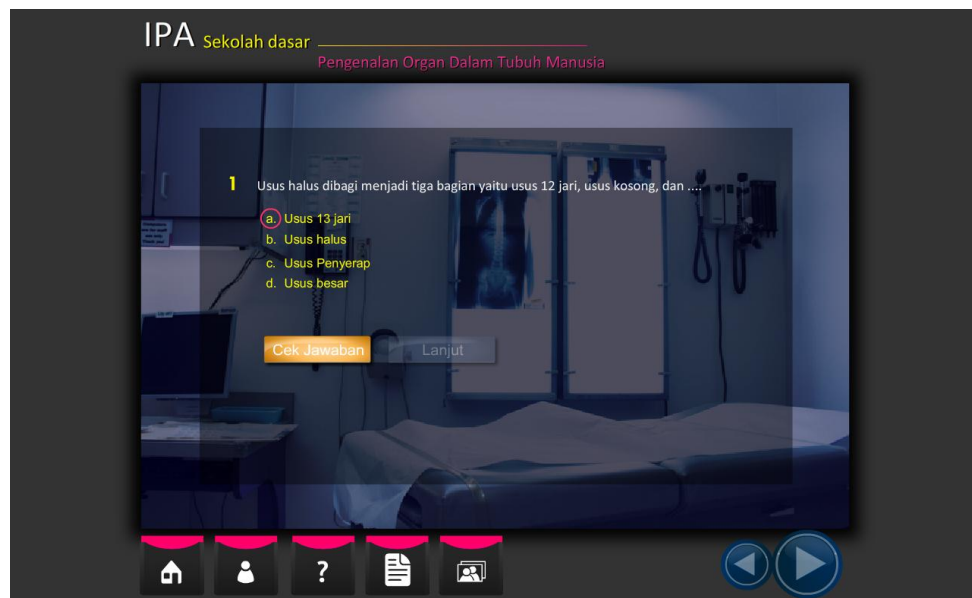 IPA Sekolah dasar
Pengenalan Organ Dalam Tubuh Manusia
1 Usus halus dibagi menjadi tiga bagian yaitu usus 12 jari, usus kosong, dan ....
a. Usus 13 jari
b. Usus halus
c. Usus Penyerap
d. Usus besar
Cek Jawaban Lanjut
?